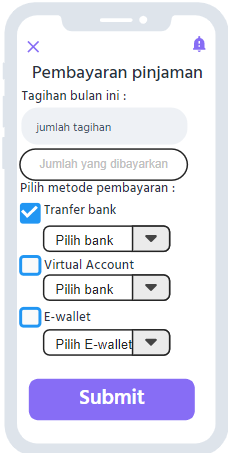 Pembayaran pinjaman
Tagihan bulan ini :
jumlah tagihan
Jumlah yang dibayarkan
Pilih metode pembayaran :
Tranfer bank
Pilih bank
Virtual Account
Pilih bank
E-wallet
Pilih E-wallet
Submit